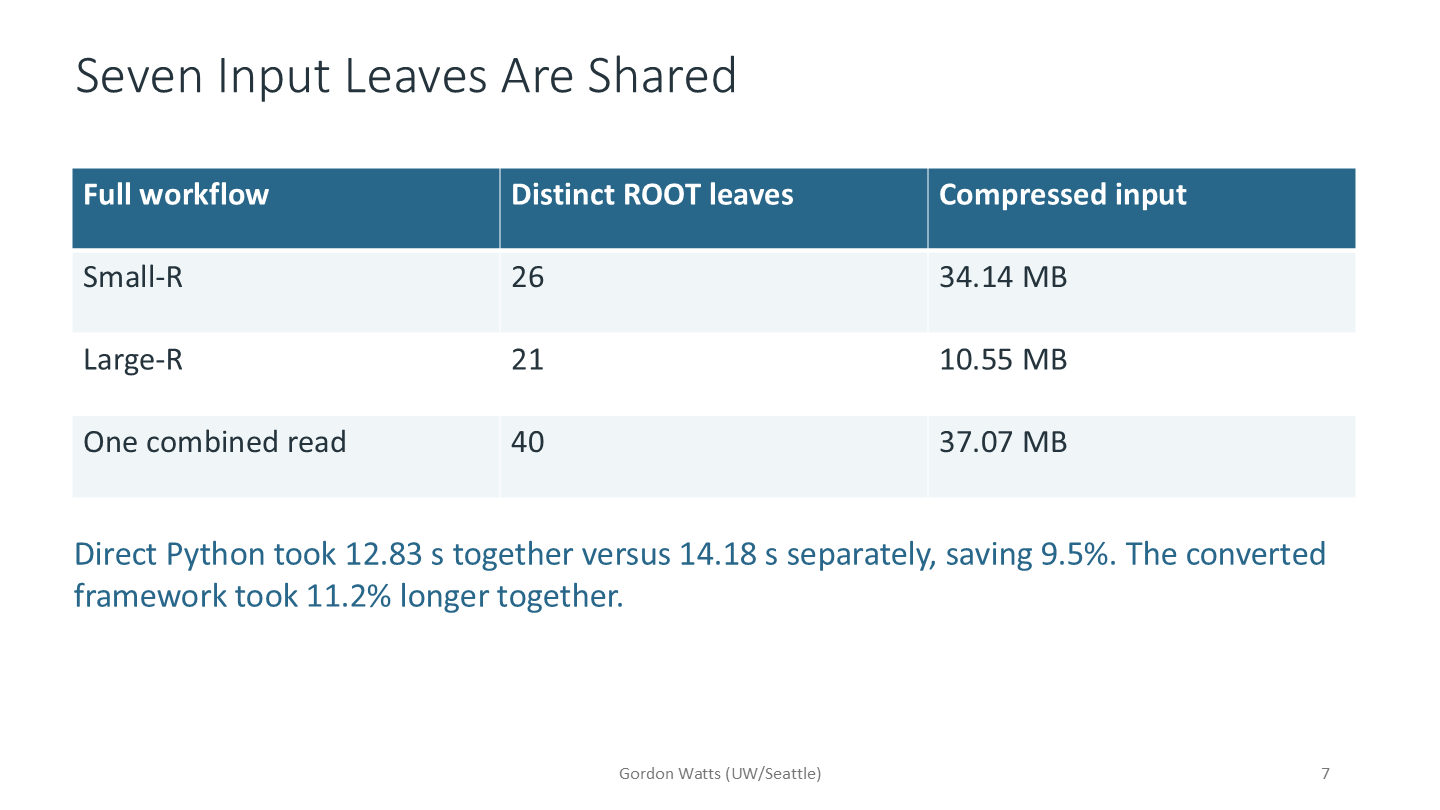 Seven Input Leaves Are Shared
Full workflow Distinct ROOT leaves Compressed input
Small-R 26 34.14 MB
Large-R 21 10.55 MB
One combined read 40 37.07 MB
Direct Python took 12.83 s together versus 14.18 s separately, saving 9.5%. The converted
framework took 11.2% longer together.
Gordon Watts (UW/Seattle) 7